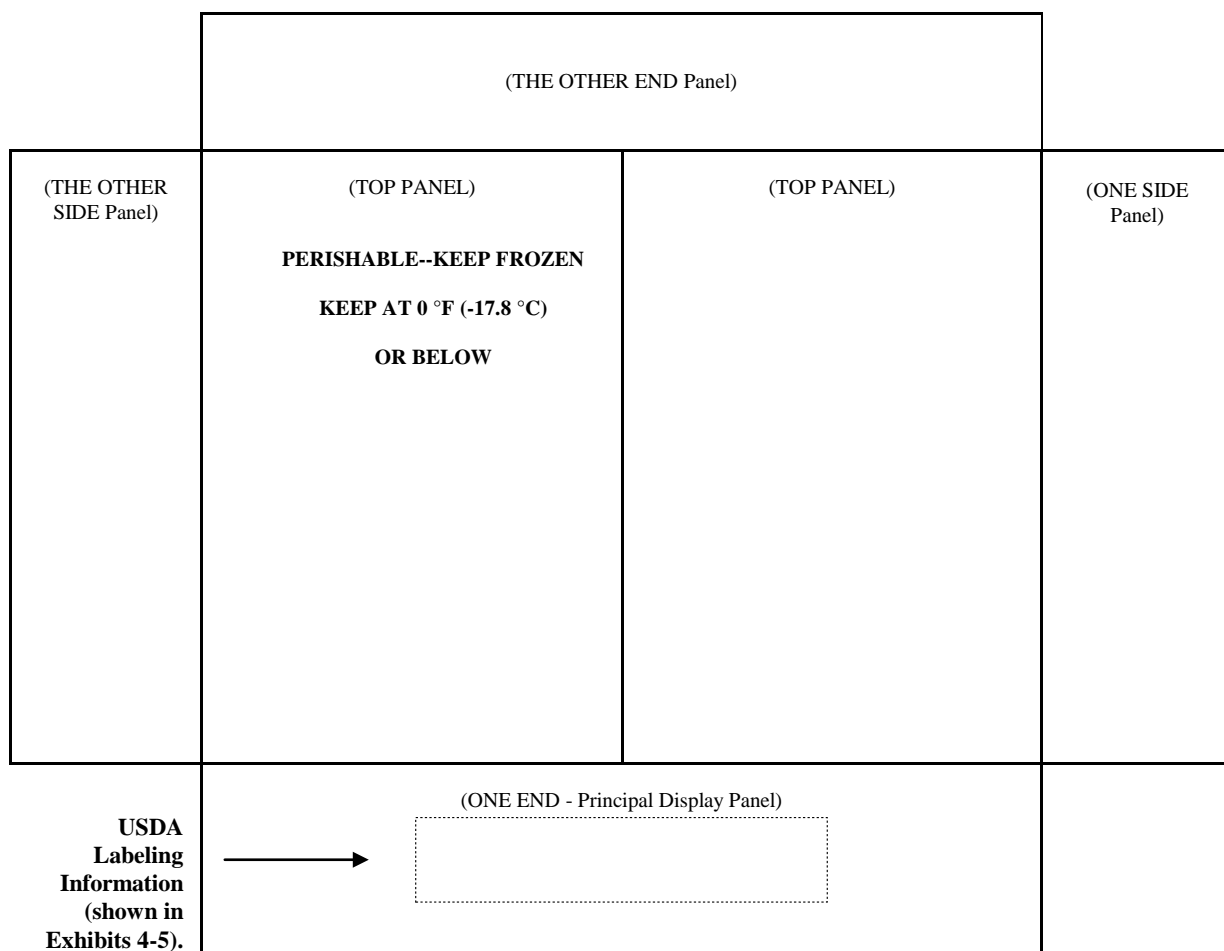 (THE OTHER END Panel)
(THE OTHER
SIDE Panel)
(TOP PANEL)
PERISHABLE--KEEP FROZEN
KEEP AT 0 °F (-17.8 °C)
OR BELOW
(TOP PANEL)
(ONE SIDE
Panel)
(ONE END - Principal Display Panel)
USDA
Labeling
Information
(shown in
Exhibits 4-5).